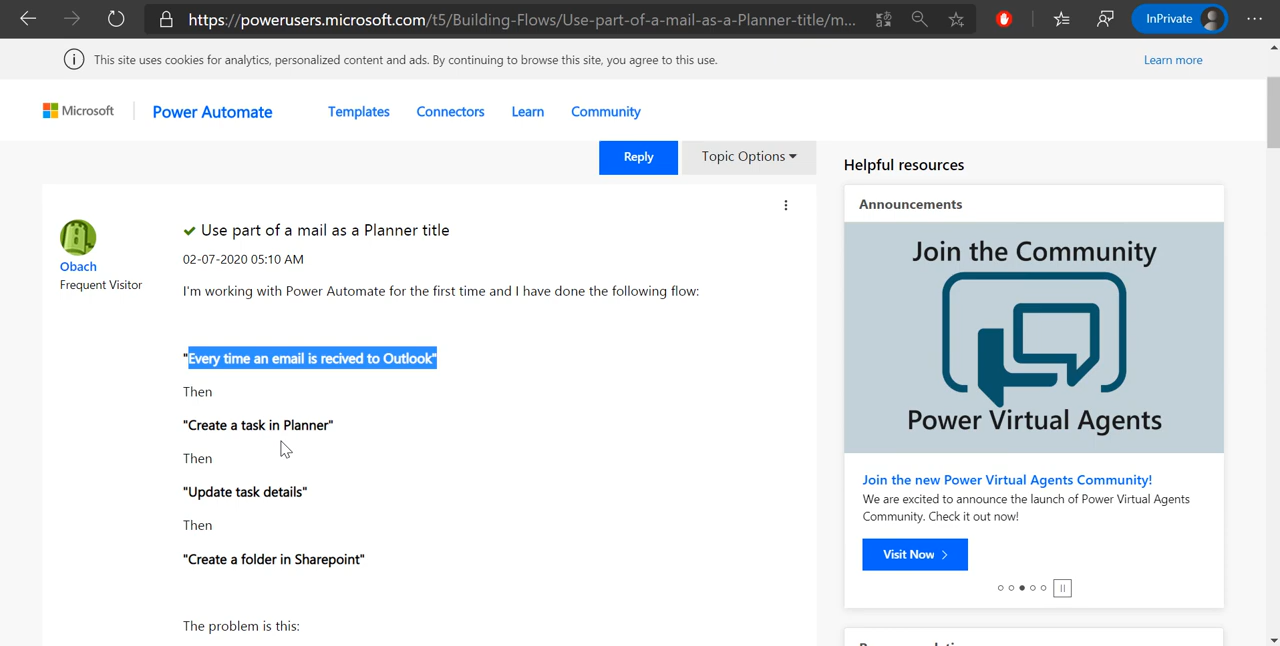 https://powerusers.microsoft.com/t5/Building-Flows/Use-part-of-a-mail-as-a-Planner-title/m...
InPrivate
This site uses cookies for analytics, personalized content and ads. By continuing to browse this site, you agree to this use.
Learn more
Microsoft
Power Automate
Templates
Connectors
Learn
Community
Reply
Topic Options
Obach
Frequent Visitor
Use part of a mail as a Planner title
02-07-2020 05:10 AM
I'm working with Power Automate for the first time and I have done the following flow:
"Every time an email is recived to Outlook"
Then
"Create a task in Planner"
Then
"Update task details"
Then
"Create a folder in Sharepoint"
The problem is this:
Helpful resources
Announcements
Join the Community
Power Virtual Agents
Join the new Power Virtual Agents Community!
We are excited to announce the launch of Power Virtual Agents
Community. Check it out now!
Visit Now